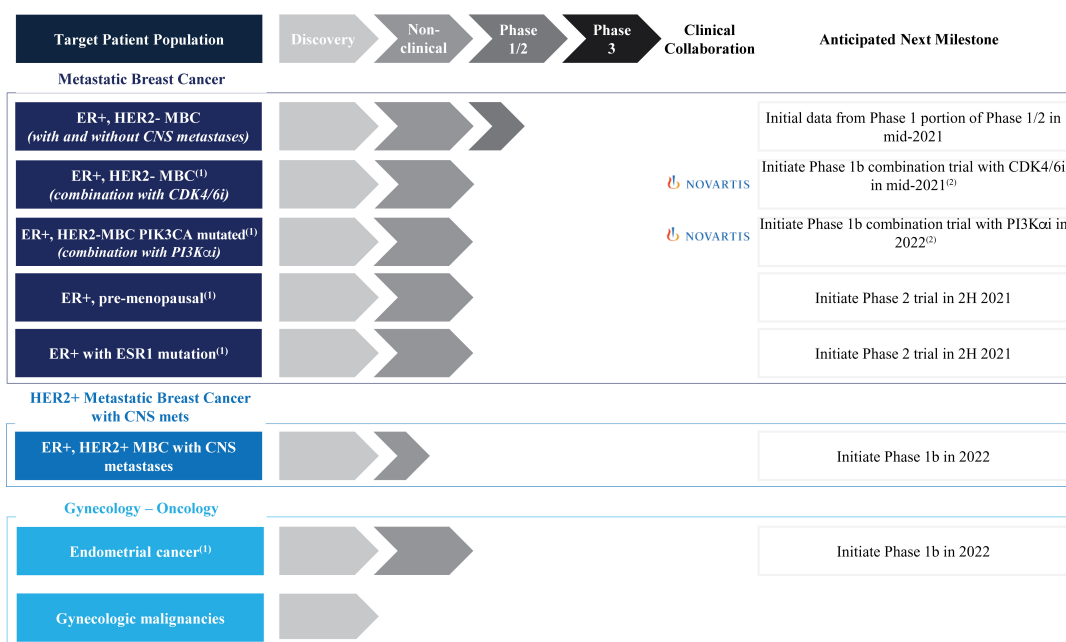 Target Patient Population
Discovery
Non-
clinical
Phase
1/2
Phase
3
Clinical
Collaboration
Anticipated Next Milestone
Metastatic Breast Cancer
ER+, HER2- MBC
(with and without CNS metastases)
Initial data from Phase 1 portion of Phase 1/2 in
mid-2021
ER+, HER2- MBC(1)
(combination with CDK4/6i)
NOVARTIS
Initiate Phase 1b combination trial with CDK4/6i
in mid-2021(2)
ER+, HER2-MBC PIK3CA mutated(1)
(combination with PI3Kαi)
NOVARTIS
Initiate Phase 1b combination trial with PI3Kαi in
2022(2)
ER+, pre-menopausal(1)
Initiate Phase 2 trial in 2H 2021
ER+ with ESR1 mutation(1)
Initiate Phase 2 trial in 2H 2021
HER2+ Metastatic Breast Cancer
with CNS mets
ER+, HER2+ MBC with CNS
metastases
Initiate Phase 1b in 2022
Gynecology – Oncology
Endometrial cancer(1)
Initiate Phase 1b in 2022
Gynecologic malignancies